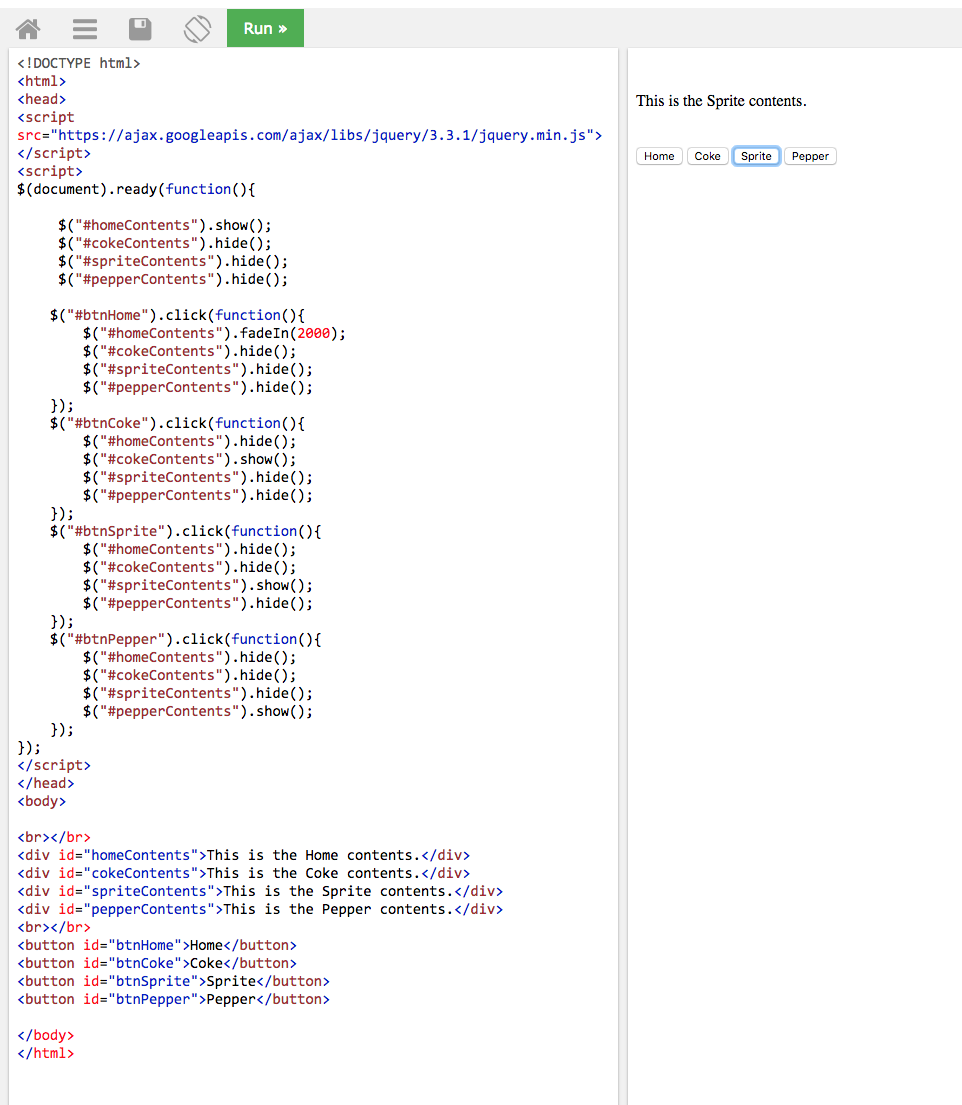 Run »
<!DOCTYPE html>
<html>
<head>
<script
src="https://ajax.googleapis.com/ajax/libs/jquery/3.3.1/jquery.min.js">
</script>
<script>
$(document).ready(function(){
$("#homeContents").show();
$("#cokeContents").hide();
$("#spriteContents").hide();
$("#pepperContents").hide();
$("#btnHome").click(function(){
$("#homeContents").fadeIn(2000);
$("#cokeContents").hide();
$("#spriteContents").hide();
$("#pepperContents").hide();
});
$("#btnCoke").click(function(){
$("#homeContents").hide();
$("#cokeContents").show();
$("#spriteContents").hide();
$("#pepperContents").hide();
});
$("#btnSprite").click(function(){
$("#homeContents").hide();
$("#cokeContents").hide();
$("#spriteContents").show();
$("#pepperContents").hide();
});
$("#btnPepper").click(function(){
$("#homeContents").hide();
$("#cokeContents").hide();
$("#spriteContents").hide();
$("#pepperContents").show();
});
});
</script>
</head>
<body>
<br></br>
<div id="homeContents">This is the Home contents.</div>
<div id="cokeContents">This is the Coke contents.</div>
<div id="spriteContents">This is the Sprite contents.</div>
<div id="pepperContents">This is the Pepper contents.</div>
<br></br>
<button id="btnHome">Home</button>
<button id="btnCoke">Coke</button>
<button id="btnSprite">Sprite</button>
<button id="btnPepper">Pepper</button>
</body>
</html>
This is the Sprite contents.
Home Coke Sprite Pepper